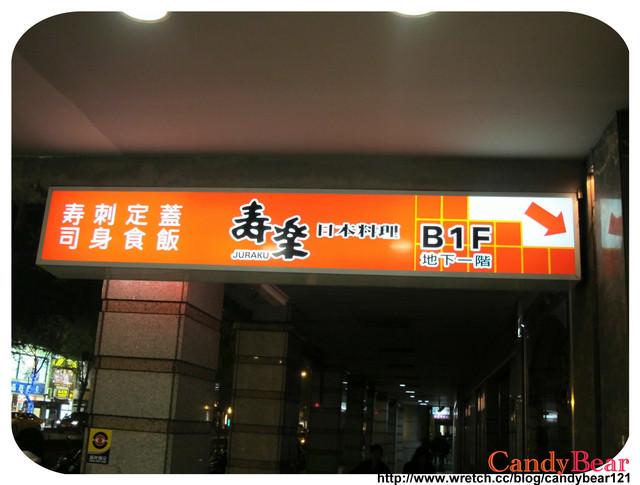 寿司 刺身 定食 蓋飯
寿楽
JURAKU
日本料理
B1F
地下一階
CandyBear
http://www.wretch.cc/blog/candybear121